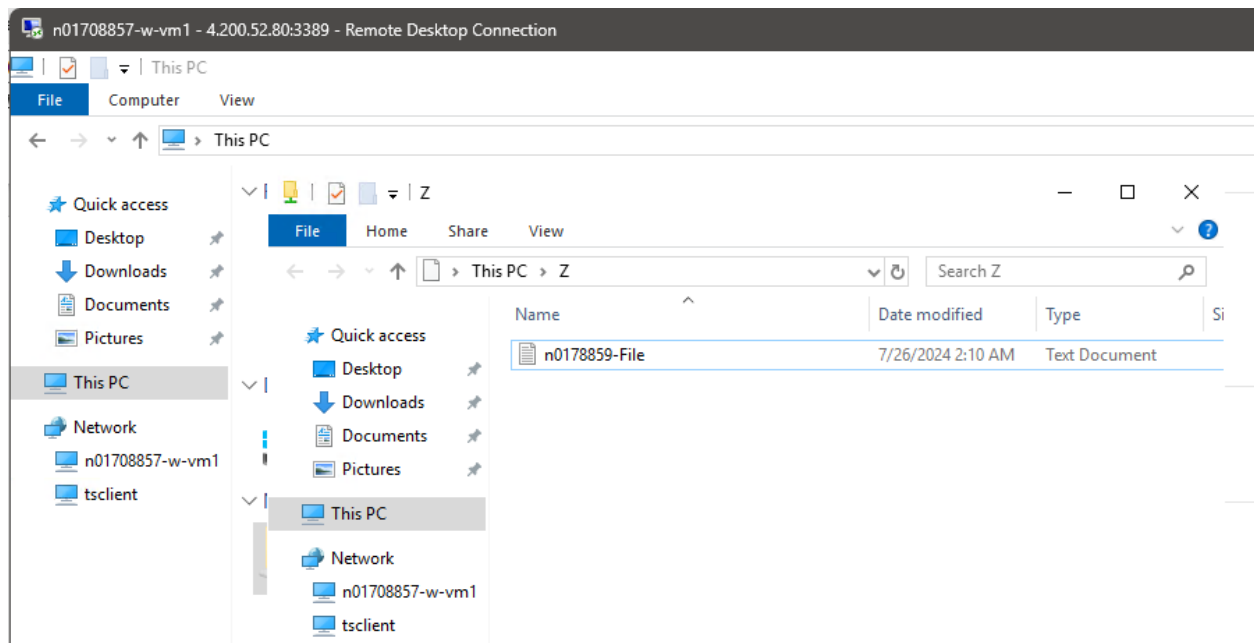 n01708857-w-vm1 - 4.200.52.80:3389 - Remote Desktop Connection
This PC
File Computer View
This PC
Quick access
Desktop
Downloads
Documents
Pictures
This PC
Network
n01708857-w-vm1
tsclient
Z
File Home Share View
This PC Z
Search Z
Name Date modified Type
n0178859-File 7/26/2024 2:10 AM Text Document
Quick access
Desktop
Downloads
Documents
Pictures
This PC
Network
n01708857-w-vm1
tsclient